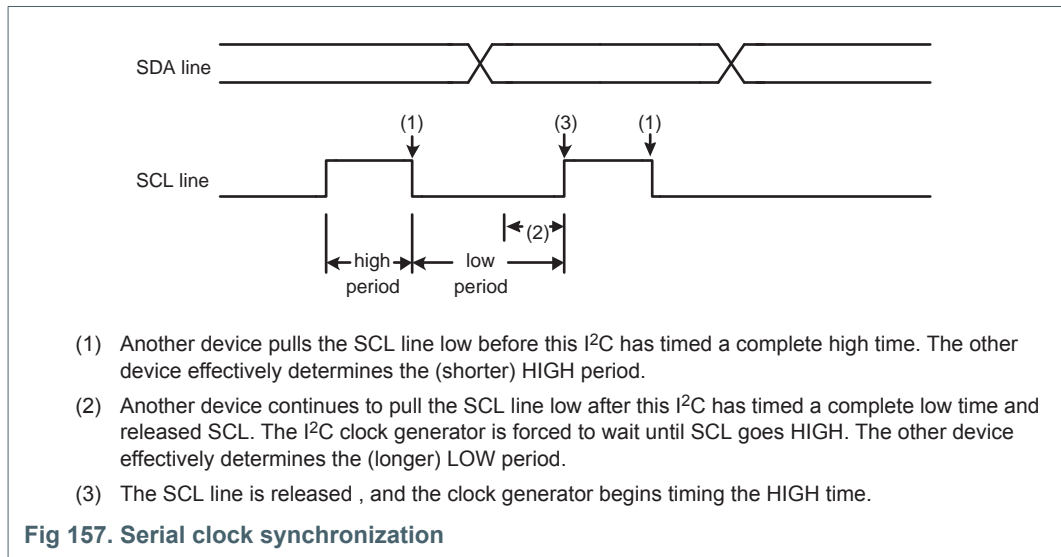 SDA line
(1)
(3)
(1)
SCL line
(2)
high
period
low
period
(1) Another device pulls the SCL line low before this I2C has timed a complete high time. The other
device effectively determines the (shorter) HIGH period.
(2) Another device continues to pull the SCL line low after this I2C has timed a complete low time and
released SCL. The I2C clock generator is forced to wait until SCL goes HIGH. The other device
effectively determines the (longer) LOW period.
(3) The SCL line is released , and the clock generator begins timing the HIGH time.
Fig 157. Serial clock synchronization